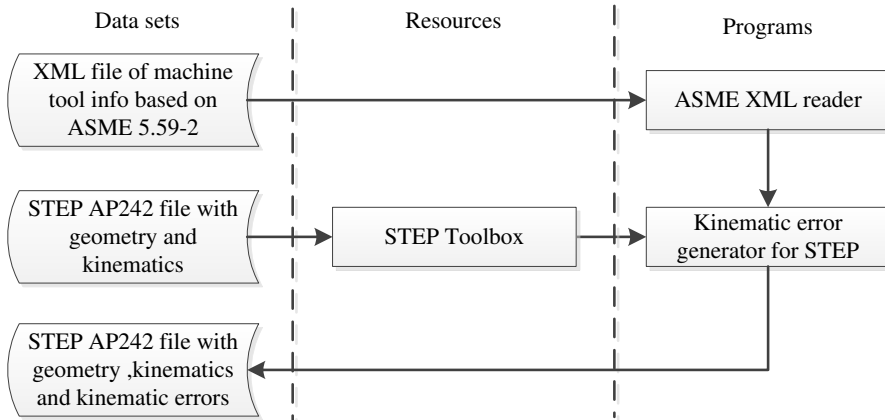 Data sets
Resources
Programs
XML file of machine
tool info based on
ASME 5.59-2
ASME XML reader
STEP AP242 file with
geometry and
kinematics
STEP Toolbox
Kinematic error
generator for STEP
STEP AP242 file with
geometry ,kinematics
and kinematic errors